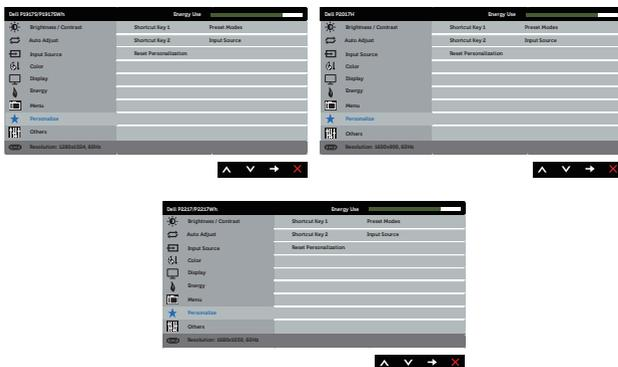 Dell P1917S/P1917SWh Energy Use
Brightness / Contrast Shortcut Key 1 Preset Modes
Auto Adjust Shortcut Key 2 Input Source
Input Source Reset Personalization
Color
Display
Energy
Menu
Personalize
Others
Resolution: 1280x1024, 60Hz
Dell P2017H Energy Use
Brightness / Contrast Shortcut Key 1 Preset Modes
Auto Adjust Shortcut Key 2 Input Source
Input Source Reset Personalization
Color
Display
Energy
Menu
Personalize
Others
Resolution: 1600x900, 60Hz
Dell P2217/P2217Wh Energy Use
Brightness / Contrast Shortcut Key 1 Preset Modes
Auto Adjust Shortcut Key 2 Input Source
Input Source Reset Personalization
Color
Display
Energy
Menu
Personalize
Others
Resolution: 1680x1050, 60Hz